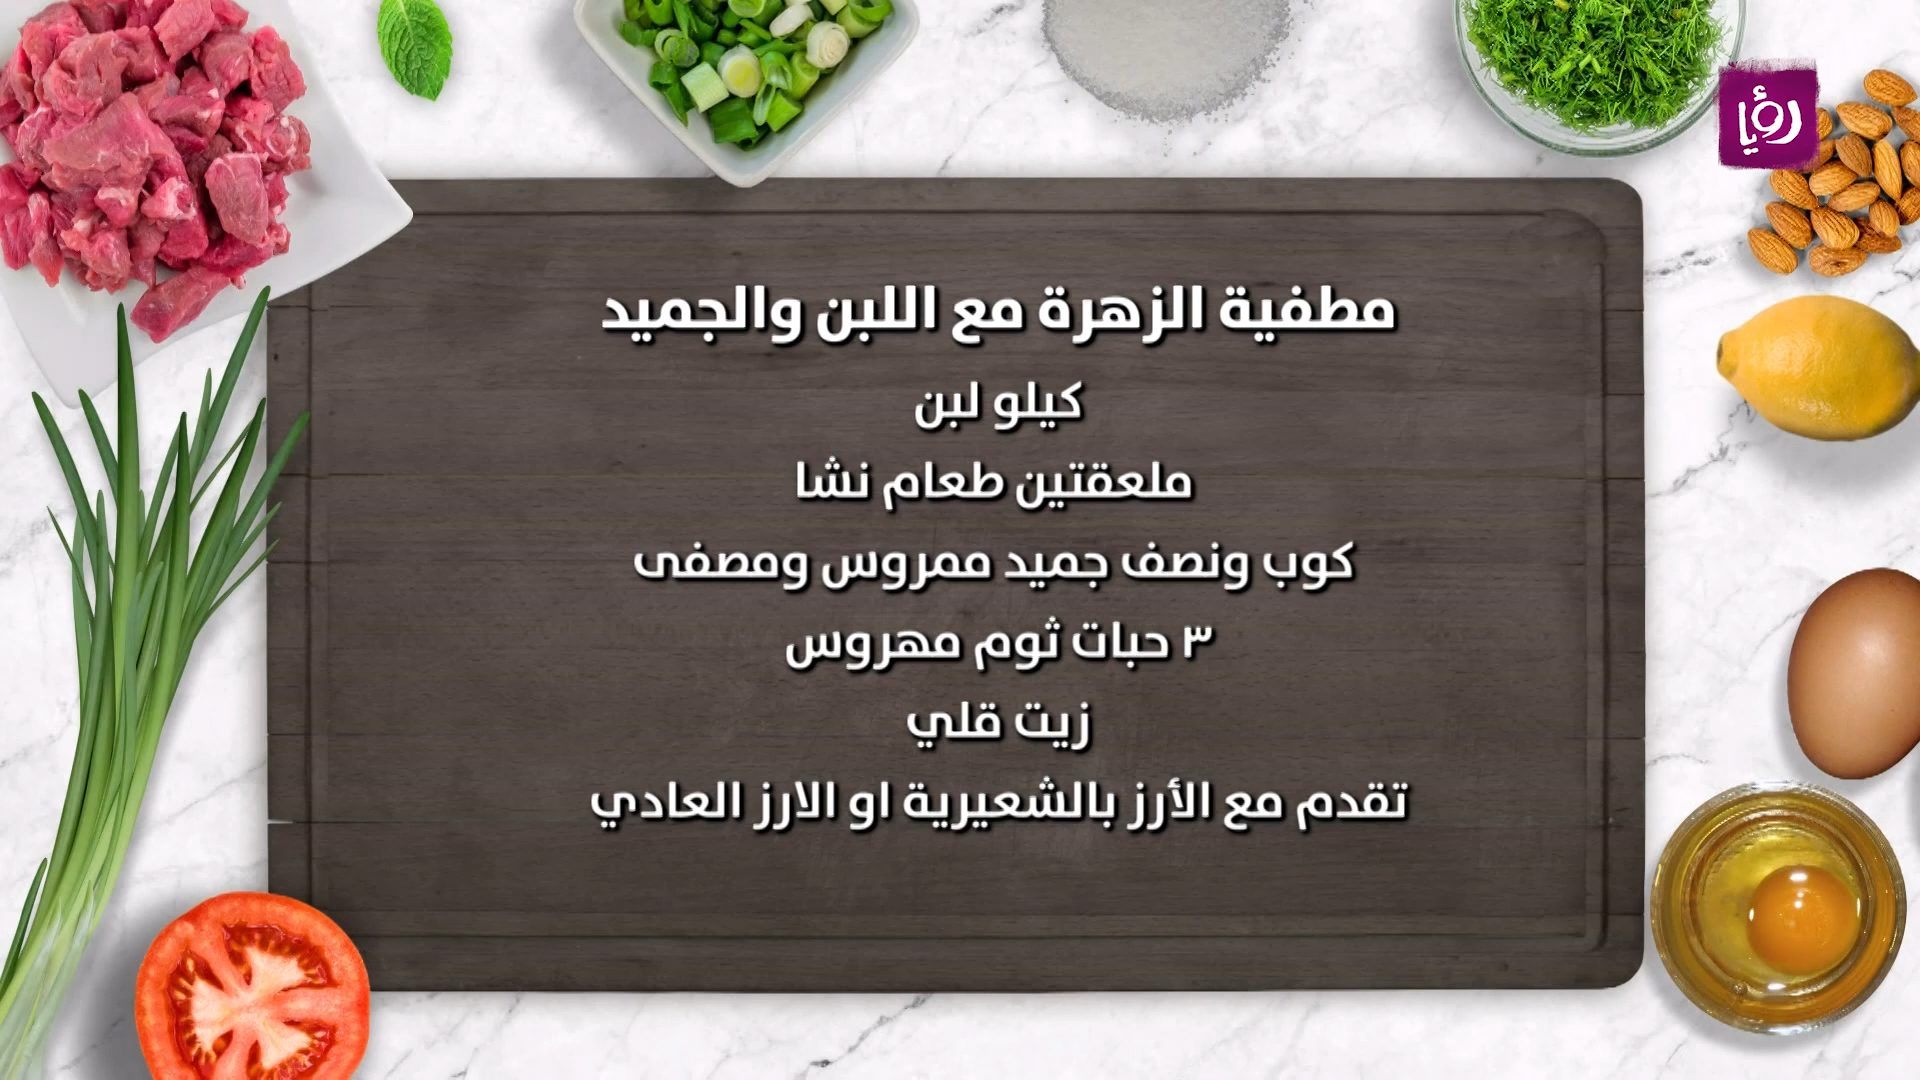 رؤيا
مطفية الزهرة مع اللبن والجميد
كيلو لبن
ملعقتين طعام نشا
كوب ونصف جميد ممروس ومصفى
٣ حبات ثوم مهروس
زيت قلي
تقدم مع الأرز بالشعيرية او الارز العادي